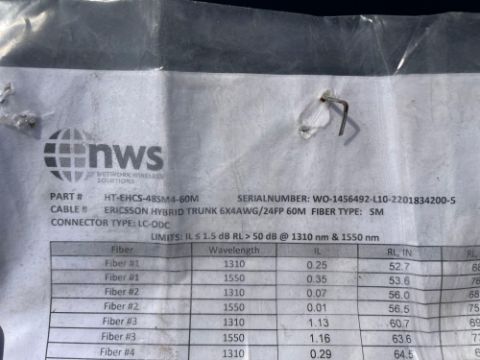 nws
NETWORK WIRELESS
SOLUTIONS
PART # HT-EHCS-48SM4-60M SERIALNUMBER: WO-1456492-L10-2201834200-5
CABLE # ERICSSON HYBRID TRUNK 6X4AWG/24FP 60M FIBER TYPE: SM
CONNECTOR TYPE: LC-ODC
LIMITS: IL ≤ 1.5 dB RL > 50 dB @ 1310 nm & 1550 nm
Fiber Wavelength IL RL, IN RL,
Fiber #1 1310 0.25 52.7
Fiber #1 1550 0.35 53.6
Fiber #2 1310 0.07 56.0
Fiber #2 1550 0.01 56.5
Fiber #3 1310 1.13 60.7
Fiber #3 1550 1.16 63.6
Fiber #4 1310 0.29 64.5